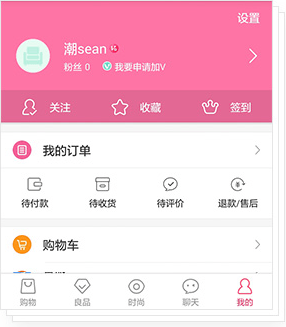 设置
潮sean
粉丝 0 V 我要申请加V
关注 收藏 签到
我的订单
待付款 待收货 待评价 退款/售后
购物车
购物 良品 时尚 聊天 我的